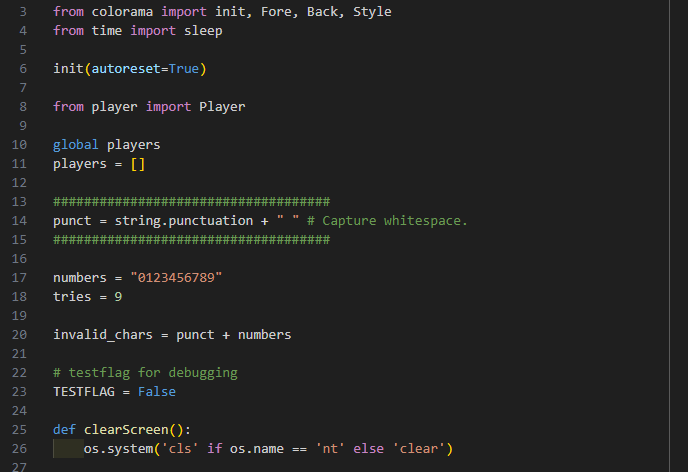 3 from colorama import init, Fore, Back, Style
4 from time import sleep
5
6 init(autoreset=True)
7
8 from player import Player
9
10 global players
11 players = []
12
13 ####################################
14 punct = string.punctuation + " " # Capture whitespace.
15 ####################################
16
17 numbers = "0123456789"
18 tries = 9
19
20 invalid_chars = punct + numbers
21
22 # testflag for debugging
23 TESTFLAG = False
24
25 def clearScreen():
26     os.system('cls' if os.name == 'nt' else 'clear')
27